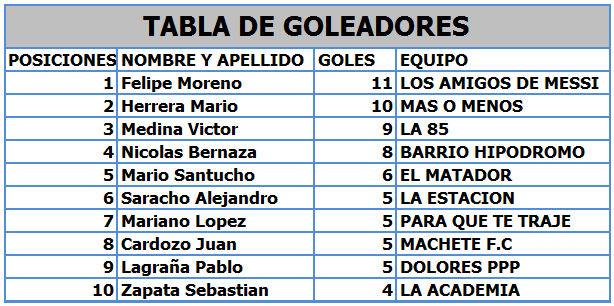 TABLA DE GOLEADORES
POSICIONES NOMBRE Y APELLIDO GOLES EQUIPO
1 Felipe Moreno 11 LOS AMIGOS DE MESSI
2 Herrera Mario 10 MAS O MENOS
3 Medina Victor 9 LA 85
4 Nicolas Bernaza 8 BARRIO HIPODROMO
5 Mario Santucho 6 EL MATADOR
6 Saracho Alejandro 5 LA ESTACION
7 Mariano Lopez 5 PARA QUE TE TRAJE
8 Cardozo Juan 5 MACHETE F.C
9 Lagraña Pablo 5 DOLORES PPP
10 Zapata Sebastian 4 LA ACADEMIA